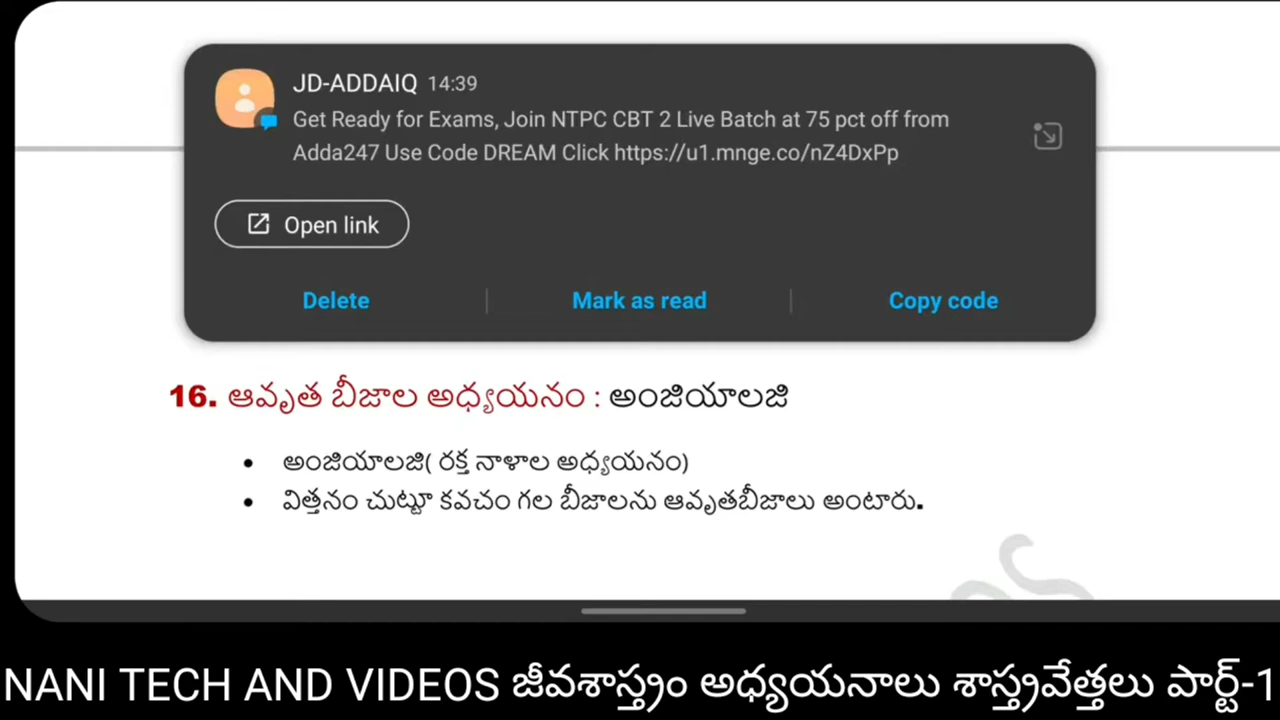 JD-ADDAIQ 14:39
Get Ready for Exams, Join NTPC CBT 2 Live Batch at 75 pct off from
Adda247 Use Code DREAM Click https://u1.mnge.co/nZ4DxPp
Open link
Delete
Mark as read
Copy code
16. ఆవృత బీజాల అధ్యయనం : అంజియాలజి
• అంజియాలజి( రక్త నాళాల అధ్యయనం)
• విత్తనం చుట్టూ కవచం గల బీజాలను ఆవృతబీజాలు అంటారు.
NANI TECH AND VIDEOS జీవశాస్త్రం అధ్యయనాలు శాస్త్రవేత్తలు పార్ట్-1